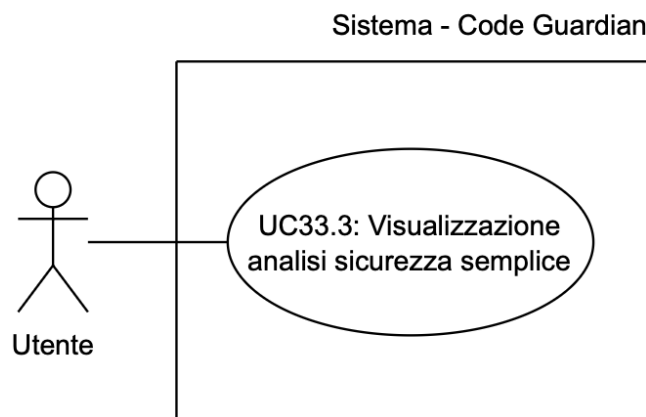 Sistema - Code Guardian
UC33.3: Visualizzazione
analisi sicurezza semplice
Utente